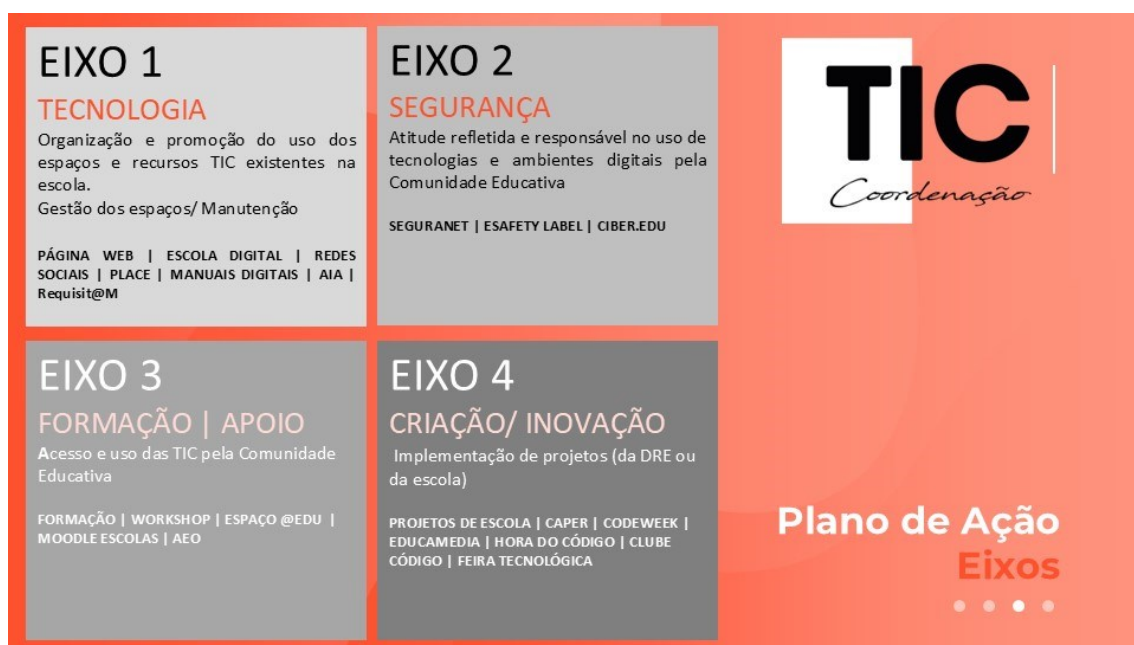 EIXO 1
TECNOLOGIA
Organização e promoção do uso dos
espaços e recursos TIC existentes na
escola.
Gestão dos espaços/ Manutenção
PÁGINA WEB | ESCOLA DIGITAL | REDES
SOCIAIS | PLACE | MANUAIS DIGITAIS | AIA |
Requisit@M
EIXO 2
SEGURANÇA
Atitude refletida e responsável no uso de
tecnologias e ambientes digitais pela
Comunidade Educativa
SEGURANET | ESAFETY LABEL | CIBER.EDU
EIXO 3
FORMAÇÃO | APOIO
Acesso e uso das TIC pela Comunidade
Educativa
FORMAÇÃO | WORKSHOP | ESPAÇO @EDU |
MOODLE ESCOLAS | AEO
EIXO 4
CRIAÇÃO/ INOVAÇÃO
Implementação de projetos (da DRE ou
da escola)
PROJETOS DE ESCOLA | CAPER | CODEWEEK |
EDUCAMEDIA | HORA DO CÓDIGO | CLUBE
CÓDIGO | FEIRA TECNOLÓGICA
TIC
Coordenação
Plano de Ação
Eixos